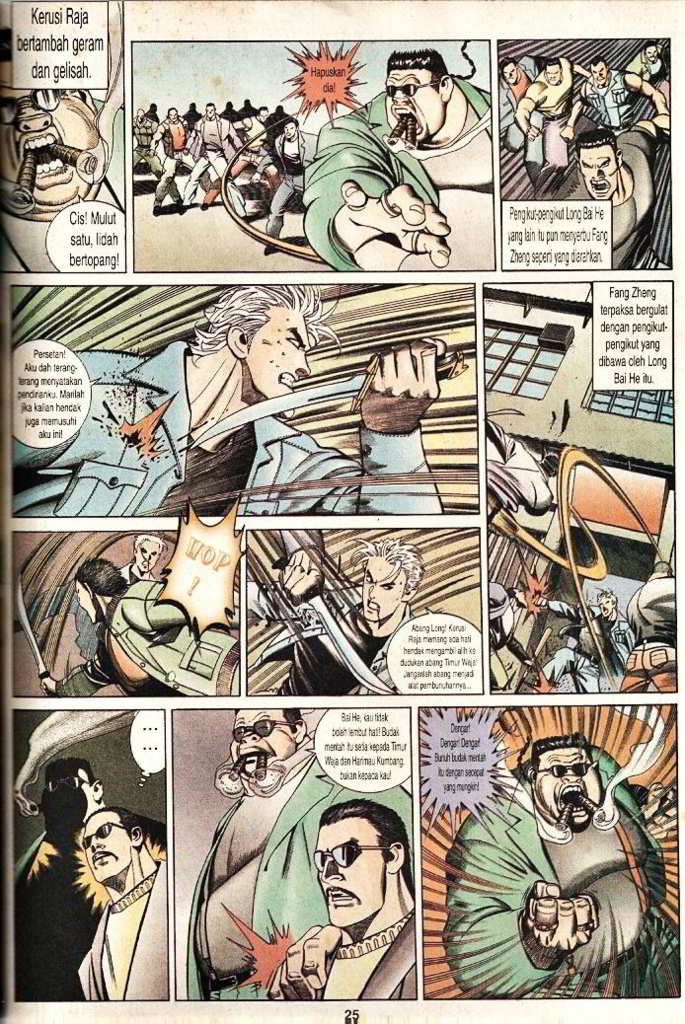 Kerusi Raja
bertambah geram
dan gelisah.
Cis! Mulut
satu, lidah
bertopang!
Hapuskan
dia!
Pengikut-pengikut Long Bai He
yang lain itu pun menyerbu Fang
Zheng seperti yang diarahkan.
Persetan!
Aku dah terang-
terang menyatakan
pendirianku. Marilah
jika kalian hendak
juga memusuhi
aku ini!
Fang Zheng
terpaksa bergulat
dengan pengikut-
pengikut yang
dibawa oleh Long
Bai He itu.
WOP
!
Abang Long! Kerusi
Raja memang ada hati
hendak mengambil alih ke
dudukan abang Timur Waja!
Janganlah abang menjadi
alat pembunuhannya...
...
...
Bai He, kau tidak
boleh lembut hati! Budak
mentah itu setia kepada Timur
Waja dan Harimau Kumbang,
bukan kepada kau!
Dengar!
Dengar! Dengar!
Bunuh budak mentah
itu dengan secepat
yang mungkin!
25